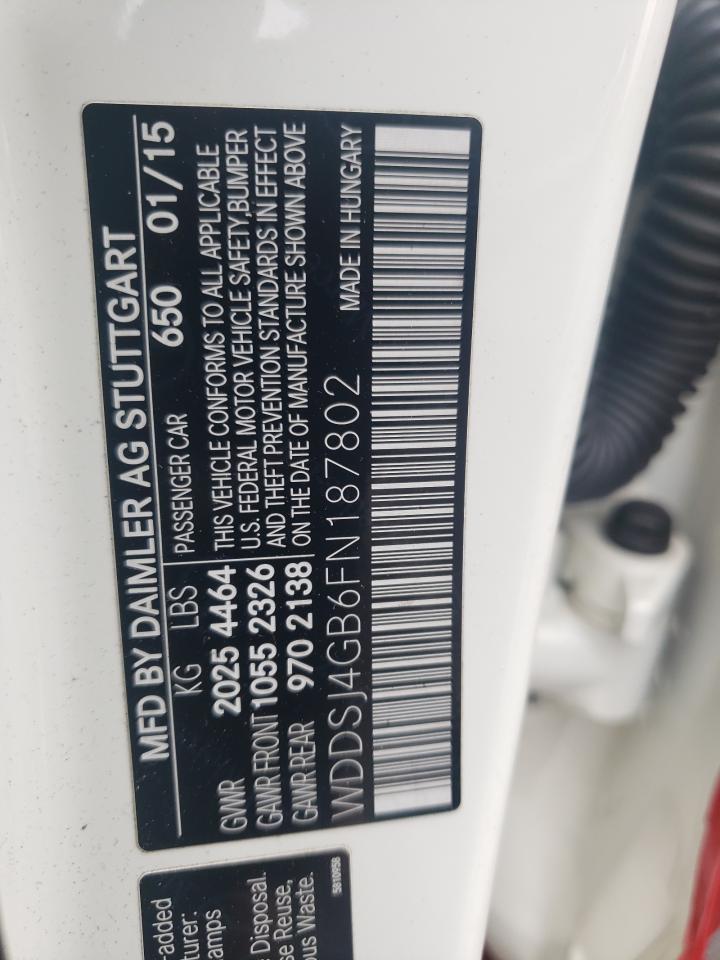 MFD BY DAIMLER AG STUTTGART
KG LBS PASSENGER CAR 650 01/15
GVWR 2025 4464 THIS VEHICLE CONFORMS TO ALL APPLICABLE
U.S. FEDERAL MOTOR VEHICLE SAFETY,BUMPER
GAWR FRONT 1055 2326 AND THEFT PREVENTION STANDARDS IN EFFECT
GAWR REAR 970 2138 ON THE DATE OF MANUFACTURE SHOWN ABOVE
WDDSJ4GB6FN187802 MADE IN HUNGARY
-added
urer:
amps
Disposal.
se Reuse,
ous Waste.
5810958